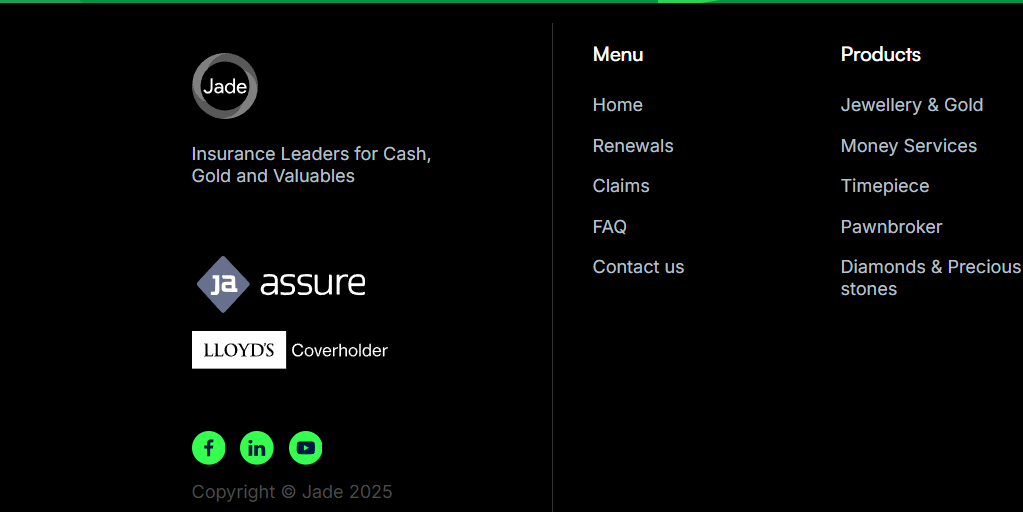 Jade
Insurance Leaders for Cash,
Gold and Valuables
ja assure
LLOYD'S Coverholder
Copyright © Jade 2025
Menu
Home
Renewals
Claims
FAQ
Contact us
Products
Jewellery & Gold
Money Services
Timepiece
Pawnbroker
Diamonds & Precious
stones